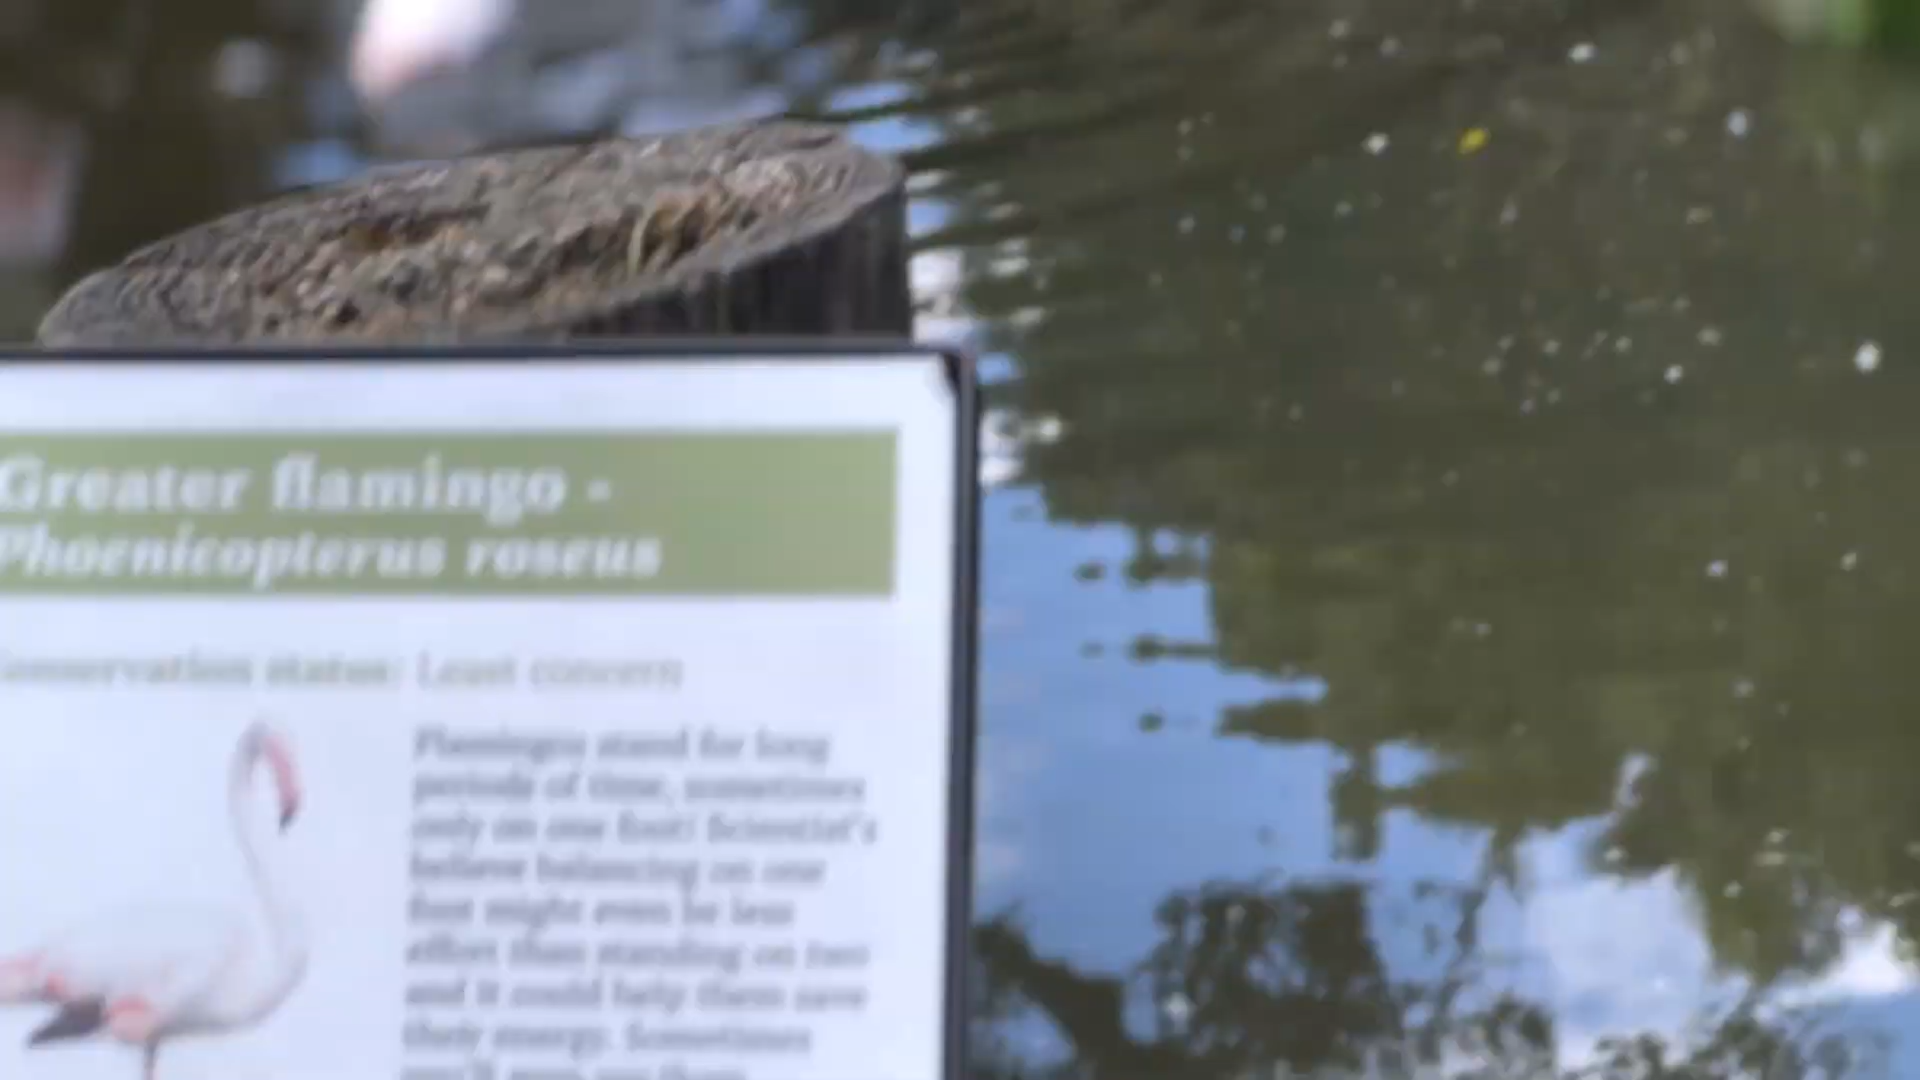 Greater flamingo -
Phoenicopterus roseus
Conservation status: Least concern
Flamingos stand for long
periods of time, sometimes
only on one foot! Scientist's
believe balancing on one
foot might even be less
effort than standing on two
and it could help them save
their energy. Sometimes